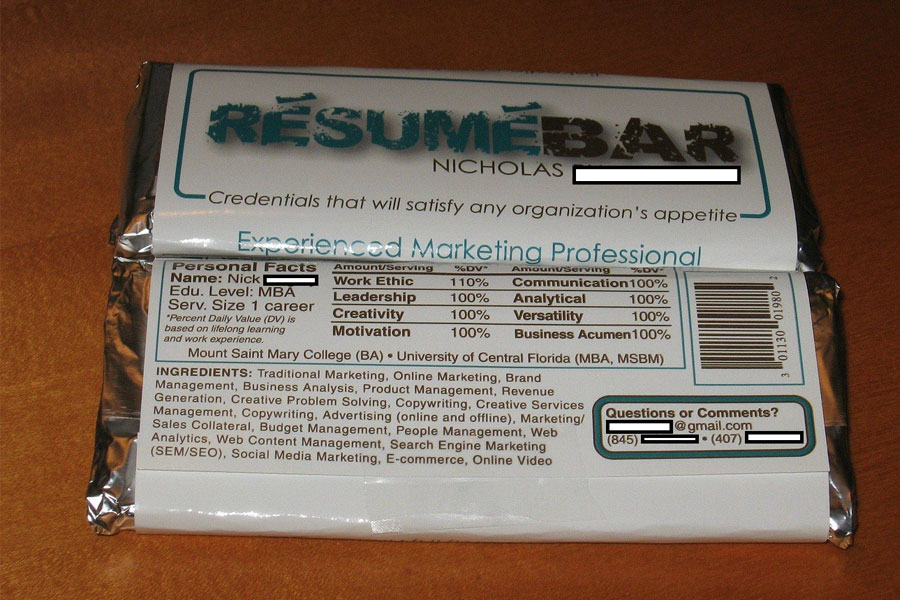 RÉSUMÉBAR
NICHOLAS
Credentials that will satisfy any organization's appetite
Experienced Marketing Professional
Personal Facts
Name: Nick
Edu. Level: MBA
Serv. Size 1 career
*Percent Daily Value (DV) is
based on lifelong learning
and work experience.
Amount/Serving %DV* Amount/Serving %DV*
Work Ethic 110% Communication 100%
Leadership 100% Analytical 100%
Creativity 100% Versatility 100%
Motivation 100% Business Acumen 100%
Mount Saint Mary College (BA) • University of Central Florida (MBA, MSBM)
3 01130 01980 2
INGREDIENTS: Traditional Marketing, Online Marketing, Brand
Management, Business Analysis, Product Management, Revenue
Generation, Creative Problem Solving, Copywriting, Creative Services
Management, Copywriting, Advertising (online and offline), Marketing/
Sales Collateral, Budget Management, People Management, Web
Analytics, Web Content Management, Search Engine Marketing
(SEM/SEO), Social Media Marketing, E-commerce, Online Video
Questions or Comments?
@gmail.com
(845) • (407)